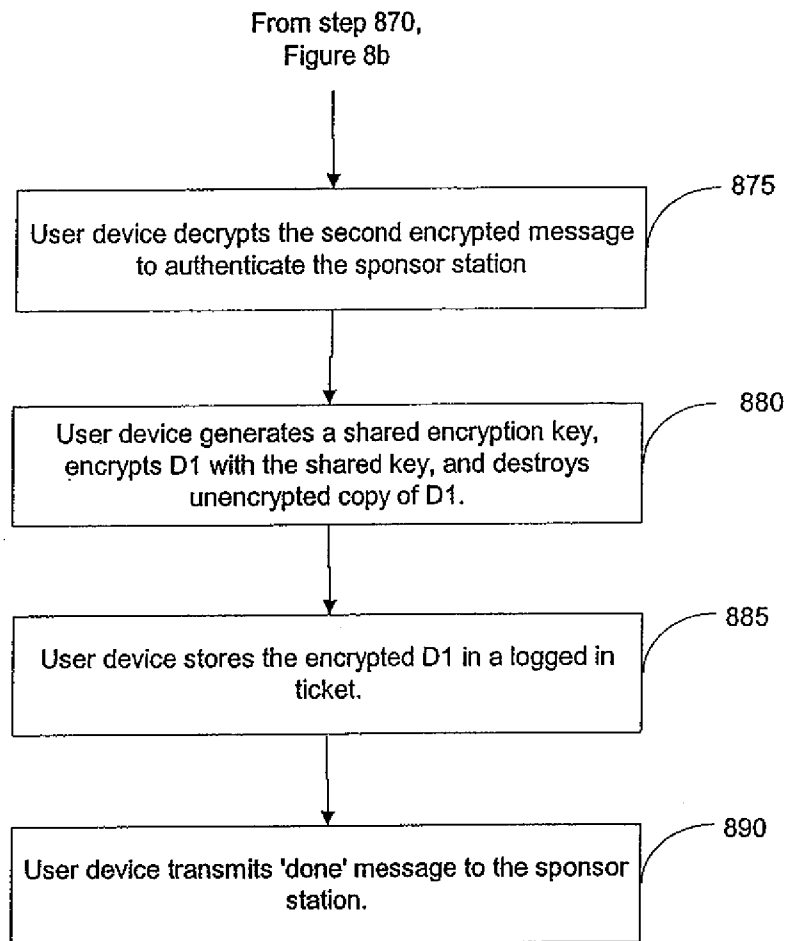 From step 870,
Figure 8b
875
User device decrypts the second encrypted message
to authenticate the sponsor station
880
User device generates a shared encryption key,
encrypts D1 with the shared key, and destroys
unencrypted copy of D1.
885
User device stores the encrypted D1 in a logged in
ticket.
890
User device transmits 'done' message to the sponsor
station.